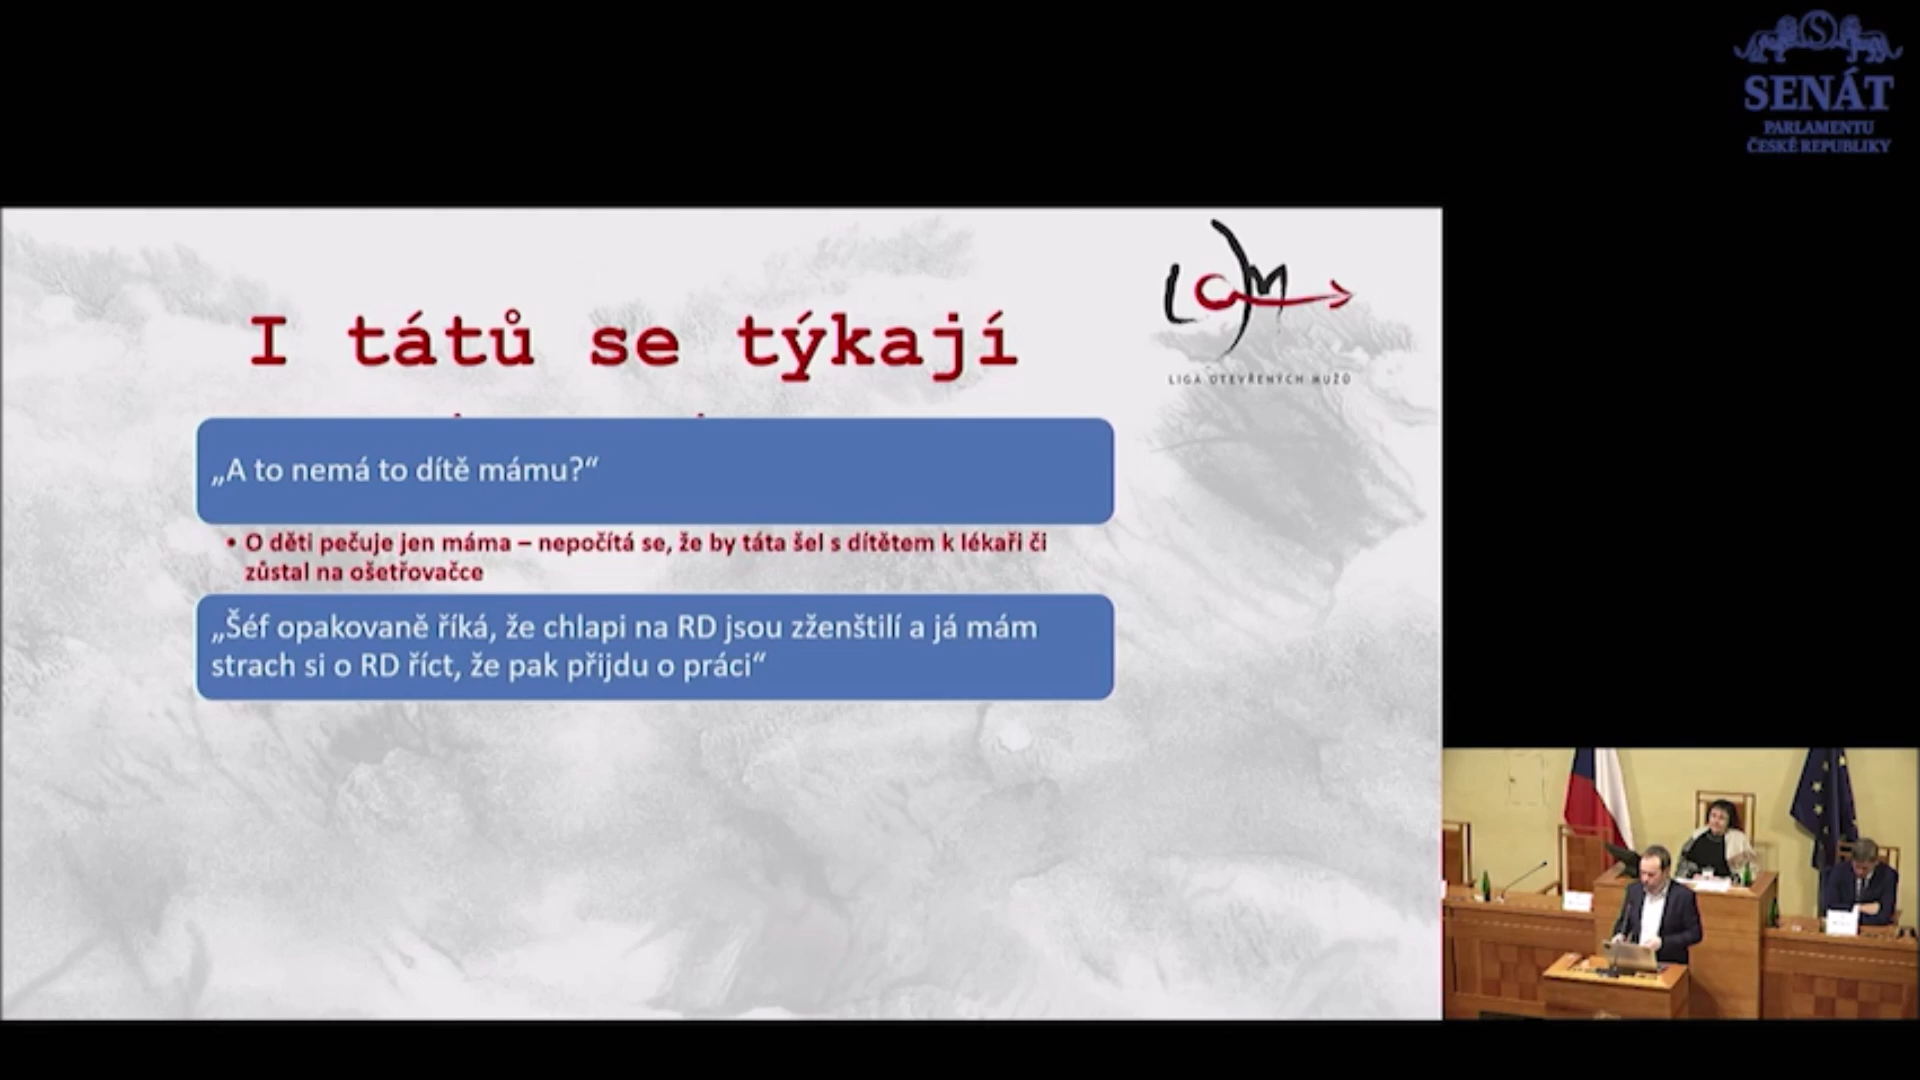 SENÁT
PARLAMENTU
ČESKÉ REPUBLIKY
LIGA OTEVŘENÝCH MUŽŮ
I tátů se týkají
„A to nemá to dítě mámu?“
• O děti pečuje jen máma – nepočítá se, že by táta šel s dítětem k lékaři či
zůstal na ošetřovačce
„Šéf opakovaně říká, že chlapi na RD jsou zženštilí a já mám
strach si o RD říct, že pak přijdu o práci“